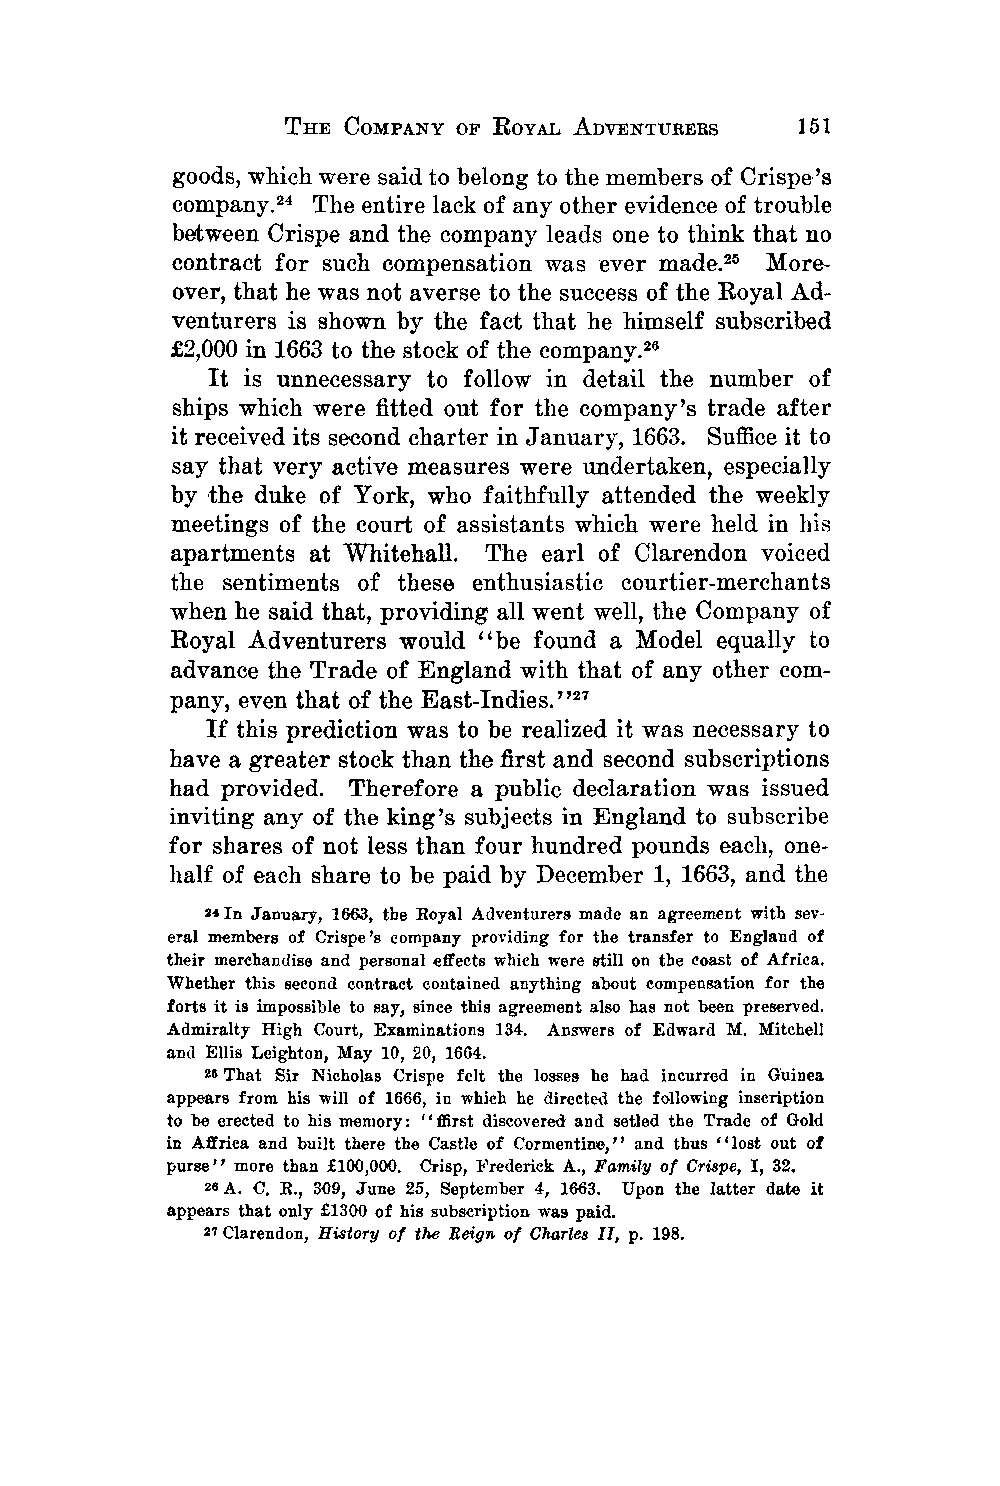 THE COMPANY OF ROYAL ADVENTURERS 151
goods, which were said to belong to the members of Crispe's
company.24 The entire lack of any other evidence of trouble
between Crispe and the company leads one to think that no
contract for such compensation was ever made.25 More-
over, that he was not averse to the success of the Royal Ad-
venturers is shown by the fact that he himself subscribed
£2,000 in 1663 to the stock of the company.26
It is unnecessary to follow in detail the number of
ships which were fitted out for the company's trade after
it received its second charter in January, 1663. Suffice it to
say that very active measures were undertaken, especially
by the duke of York, who faithfully attended the weekly
meetings of the court of assistants which were held in his
apartments at Whitehall. The earl of Clarendon voiced
the sentiments of these enthusiastic courtier-merchants
when he said that, providing all went well, the Company of
Royal Adventurers would "be found a Model equally to
advance the Trade of England with that of any other com-
pany, even that of the East-Indies."27
If this prediction was to be realized it was necessary to
have a greater stock than the first and second subscriptions
had provided. Therefore a public declaration was issued
inviting any of the king's subjects in England to subscribe
for shares of not less than four hundred pounds each, one-
half of each share to be paid by December 1, 1663, and the
24 In January, 1663, the Royal Adventurers made an agreement with sev-
eral members of Crispe's company providing for the transfer to England of
their merchandise and personal effects which were still on the coast of Africa.
Whether this second contract contained anything about compensation for the
forts it is impossible to say, since this agreement also has not been preserved.
Admiralty High Court, Examinations 134. Answers of Edward M. Mitchell
and Ellis Leighton, May 10, 20, 1664.
25 That Sir Nicholas Crispe felt the losses he had incurred in Guinea
appears from his will of 1666, in which he directed the following inscription
to be erected to his memory: "ffirst discovered and setled the Trade of Gold
in Affrica and built there the Castle of Cormentine," and thus "lost out of
purse" more than £100,000. Crisp, Frederick A., Family of Crispe, I, 32.
26 A. C. R., 309, June 25, September 4, 1663. Upon the latter date it
appears that only £1300 of his subscription was paid.
27 Clarendon, History of the Reign of Charles II, p. 198.